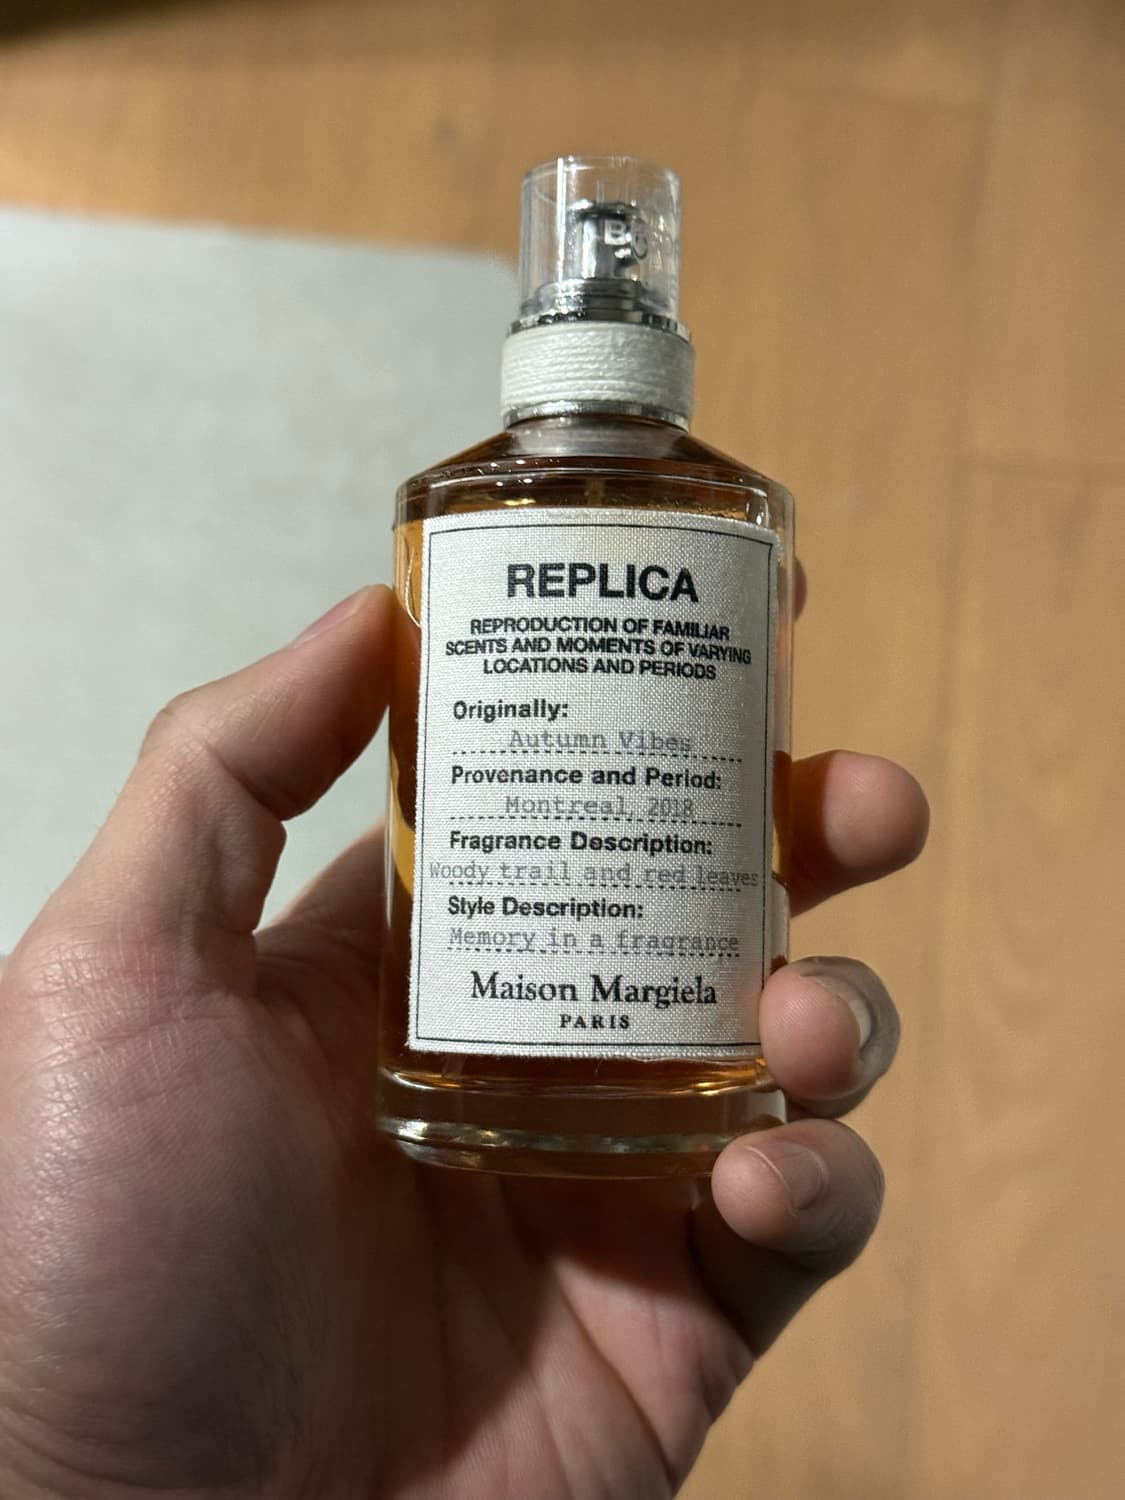 REPLICA
REPRODUCTION OF FAMILIAR
SCENTS AND MOMENTS OF VARYING
LOCATIONS AND PERIODS
Originally:
Autumn Vibes
Provenance and Period:
Montreal, 2018
Fragrance Description:
Woody trail and red leaves
Style Description:
Memory in a fragrance
Maison Margiela
PARIS